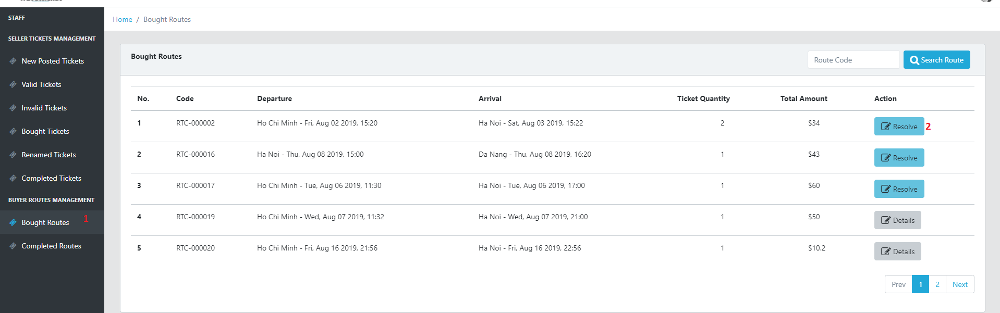 STAFF
SELLER TICKETS MANAGEMENT
New Posted Tickets
Valid Tickets
Invalid Tickets
Bought Tickets
Renamed Tickets
Completed Tickets
BUYER ROUTES MANAGEMENT
Bought Routes 1
Completed Routes
Home / Bought Routes
Bought Routes
Route Code
Search Route
No. Code Departure Arrival Ticket Quantity Total Amount Action
1 RTC-000002 Ho Chi Minh - Fri, Aug 02 2019, 15:20 Ha Noi - Sat, Aug 03 2019, 15:22 2 $34 Resolve 2
2 RTC-000016 Ha Noi - Thu, Aug 08 2019, 15:00 Da Nang - Thu, Aug 08 2019, 16:20 1 $43 Resolve
3 RTC-000017 Ho Chi Minh - Tue, Aug 06 2019, 11:30 Ha Noi - Tue, Aug 06 2019, 17:00 1 $60 Resolve
4 RTC-000019 Ho Chi Minh - Wed, Aug 07 2019, 11:32 Ha Noi - Wed, Aug 07 2019, 21:00 1 $50 Details
5 RTC-000020 Ho Chi Minh - Fri, Aug 16 2019, 21:56 Ha Noi - Fri, Aug 16 2019, 22:56 1 $10.2 Details
Prev 1 2 Next